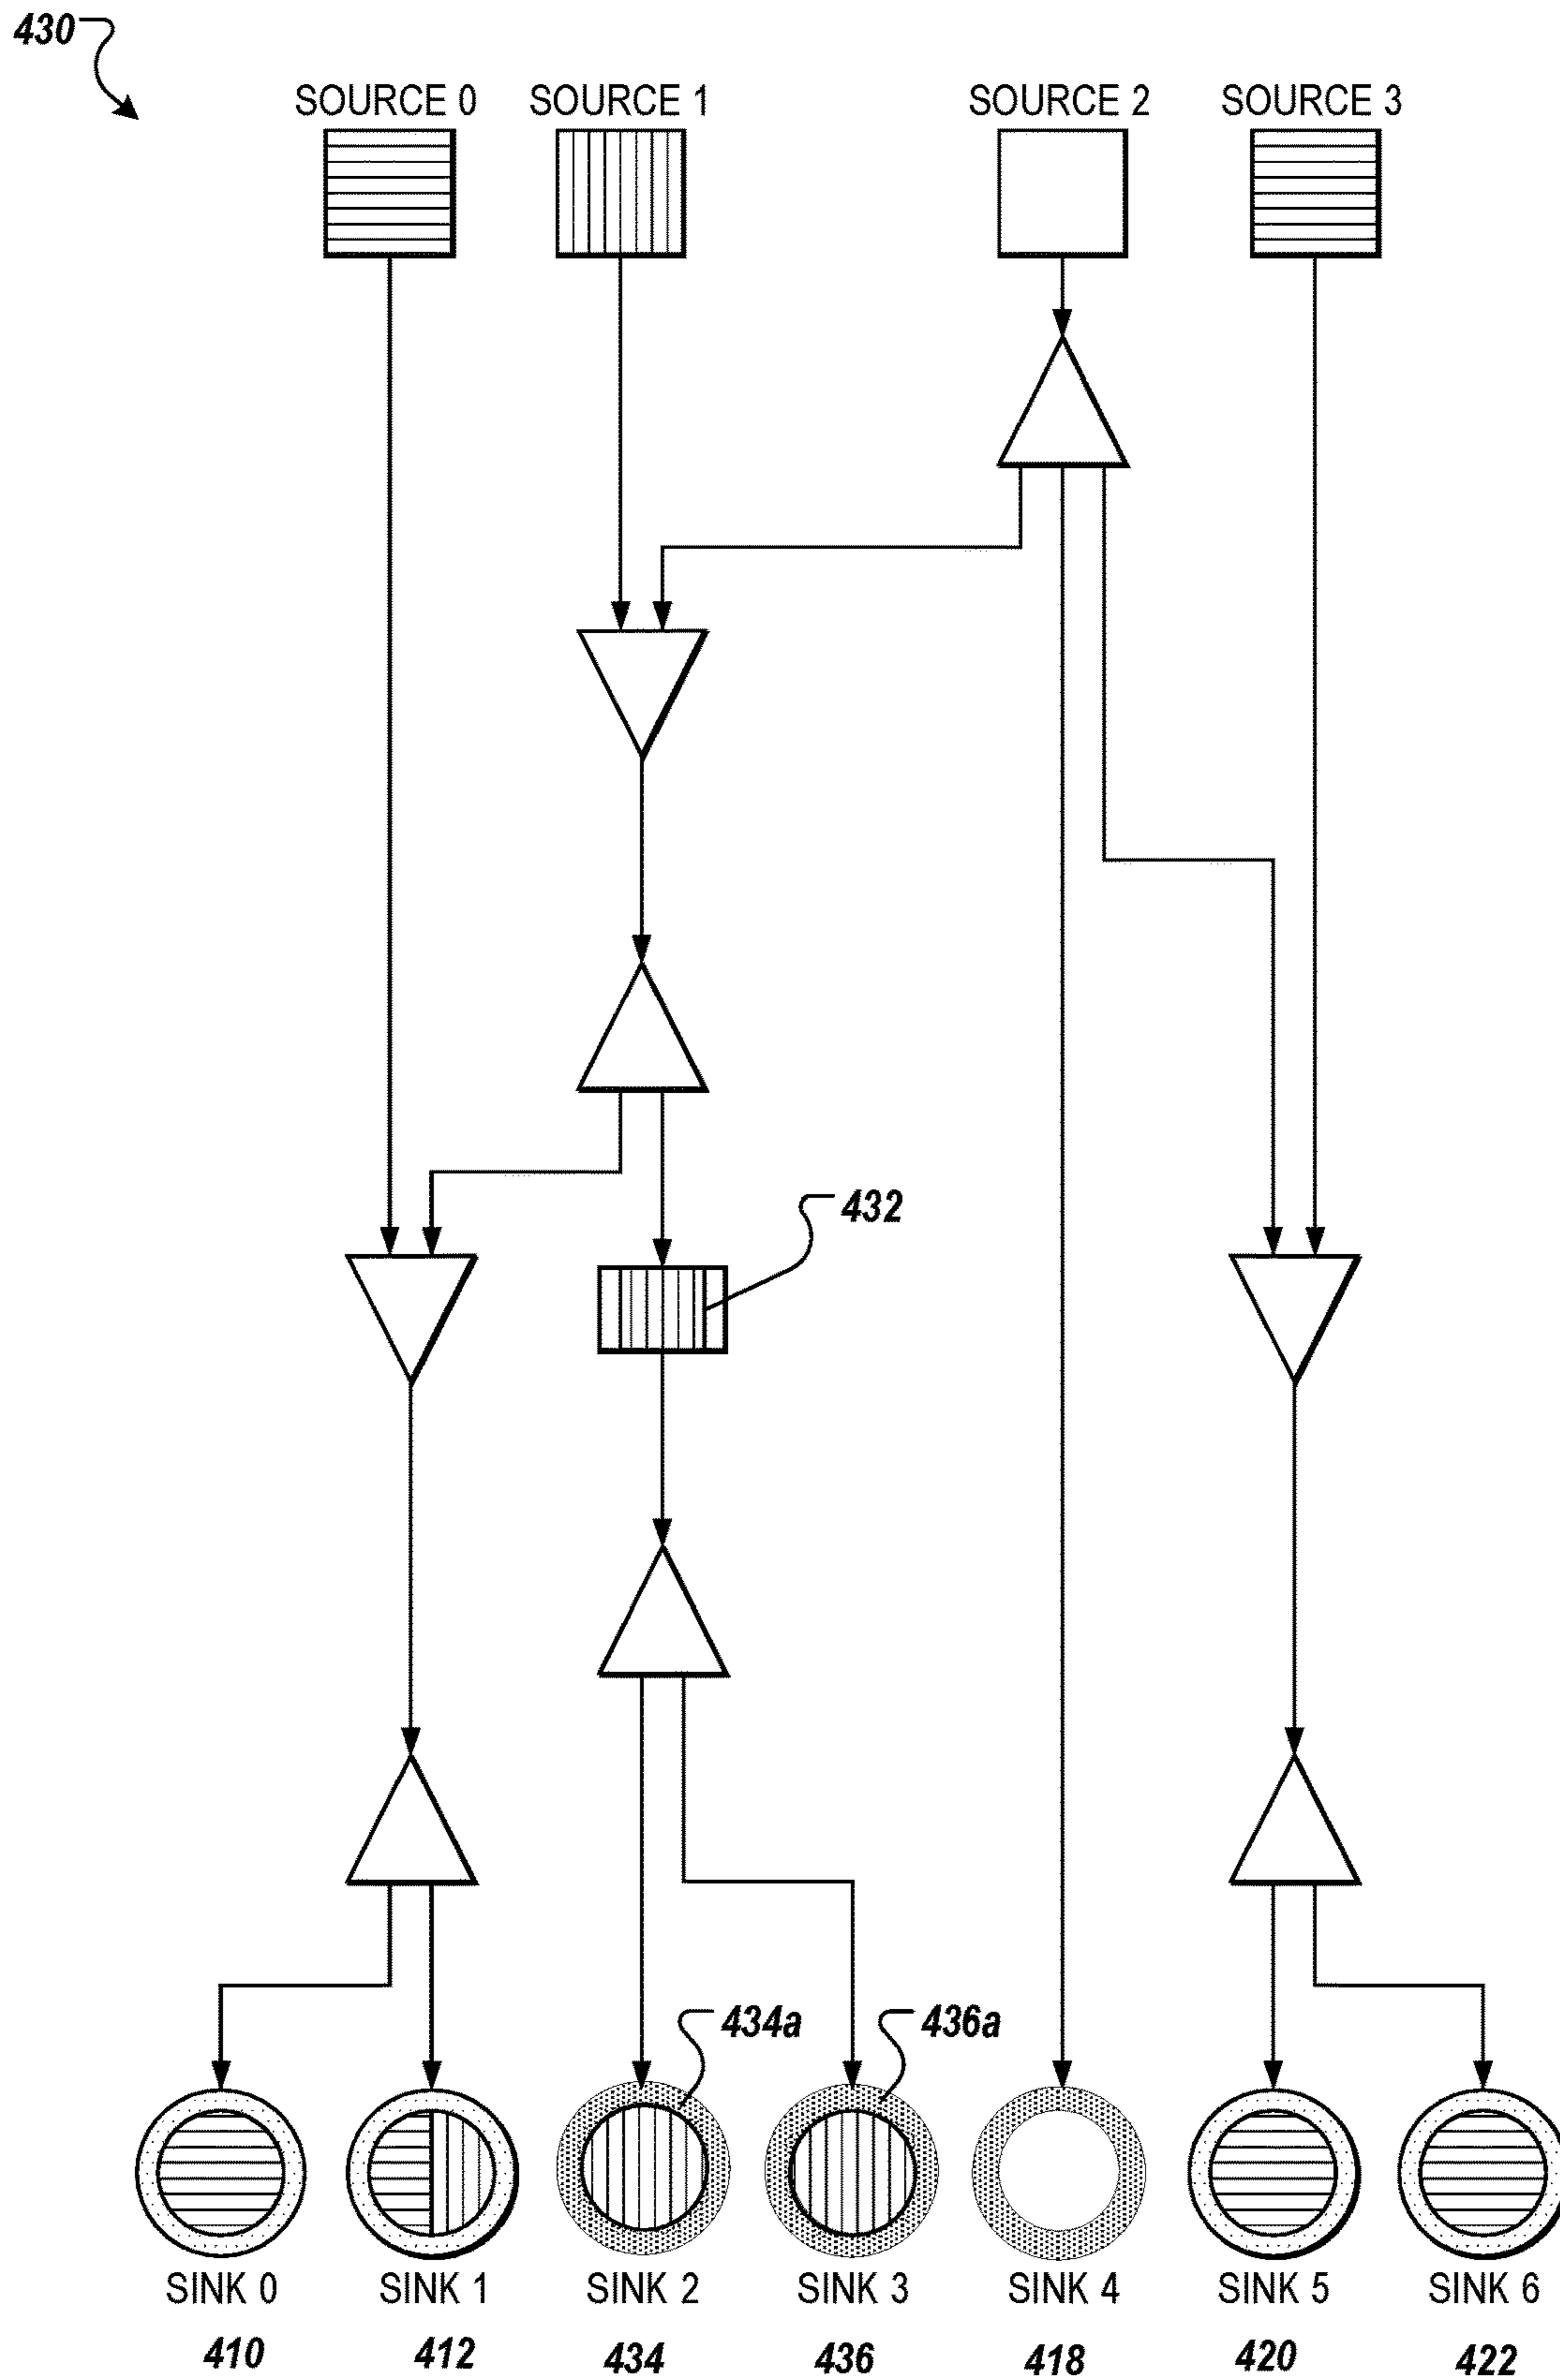 430
SOURCE 0 SOURCE 1 SOURCE 2 SOURCE 3
432
434a 436a
SINK 0 SINK 1 SINK 2 SINK 3 SINK 4 SINK 5 SINK 6
410 412 434 436 418 420 422